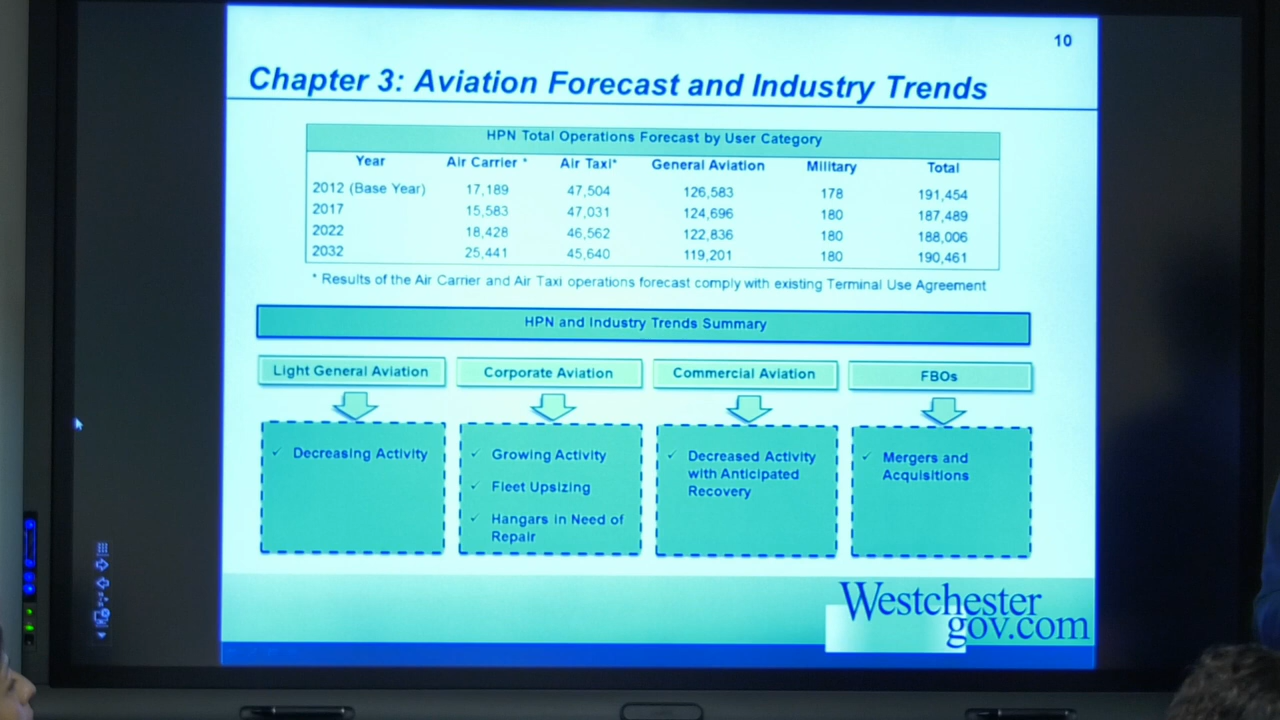 10
Chapter 3: Aviation Forecast and Industry Trends
HPN Total Operations Forecast by User Category
Year Air Carrier * Air Taxi* General Aviation Military Total
2012 (Base Year) 17,189 47,504 126,583 178 191,454
2017 15,583 47,031 124,696 180 187,489
2022 18,428 46,562 122,836 180 188,006
2032 25,441 45,640 119,201 180 190,461
* Results of the Air Carrier and Air Taxi operations forecast comply with existing Terminal Use Agreement
HPN and Industry Trends Summary
Light General Aviation
✓ Decreasing Activity
Corporate Aviation
✓ Growing Activity
✓ Fleet Upsizing
✓ Hangars in Need of
Repair
Commercial Aviation
✓ Decreased Activity
with Anticipated
Recovery
FBOs
✓ Mergers and
Acquisitions
Westchester
gov.com